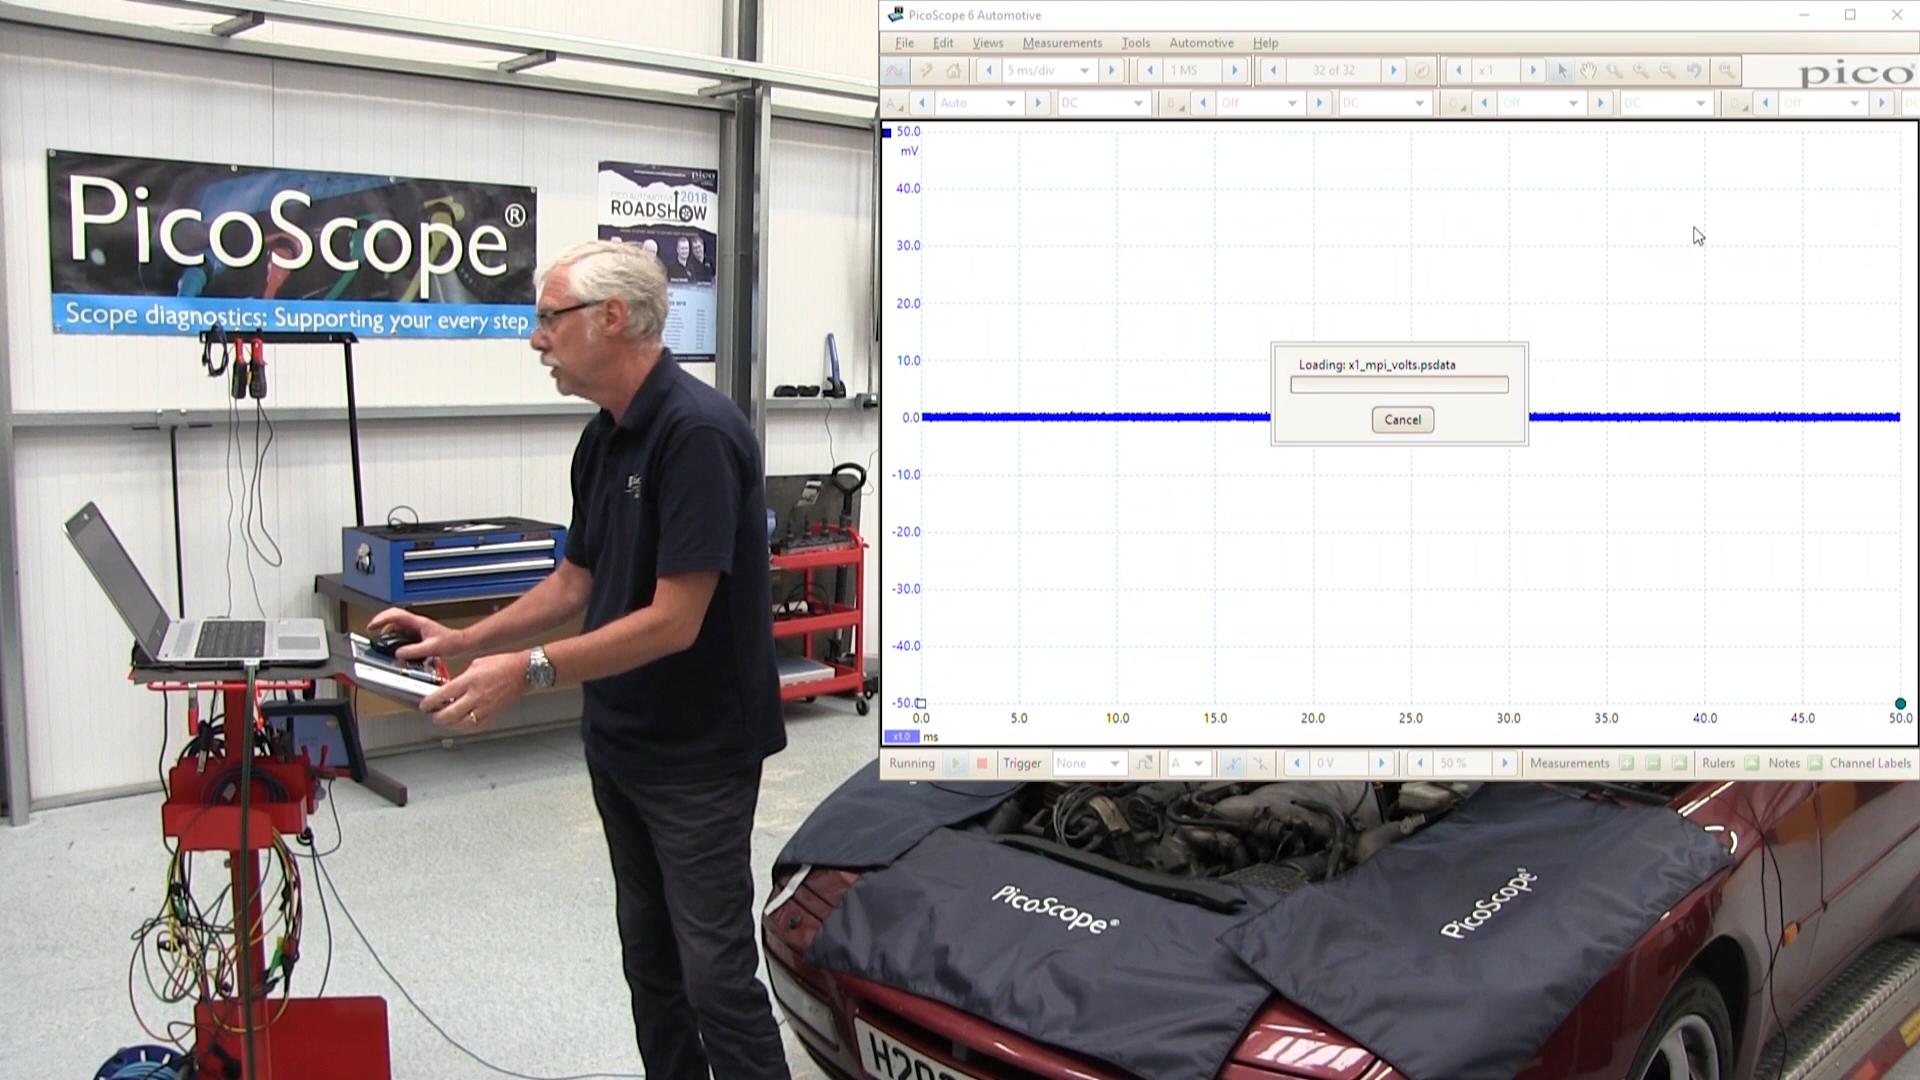 PicoScope 6 Automotive
File Edit Views Measurements Tools Automotive Help
5 ms/div 1 MS 32 of 32 x 1 pico
A Auto DC B Off DC C Off DC D Off DC
50.0
mV
40.0
30.0
20.0
10.0
0.0
-10.0
-20.0
-30.0
-40.0
-50.0
0.0 5.0 10.0 15.0 20.0 25.0 30.0 35.0 40.0 45.0 50.0
x1.0 ms
Loading: x1_mpi_volts.psdata
Cancel
Running Trigger None A 0 V 50 % Measurements Rulers Notes Channel Labels
PicoScope®
Scope diagnostics: Supporting your every step
pico
PICO AUTOMOTIVE 2018
ROADSHOW
PicoScope®
PicoScope®